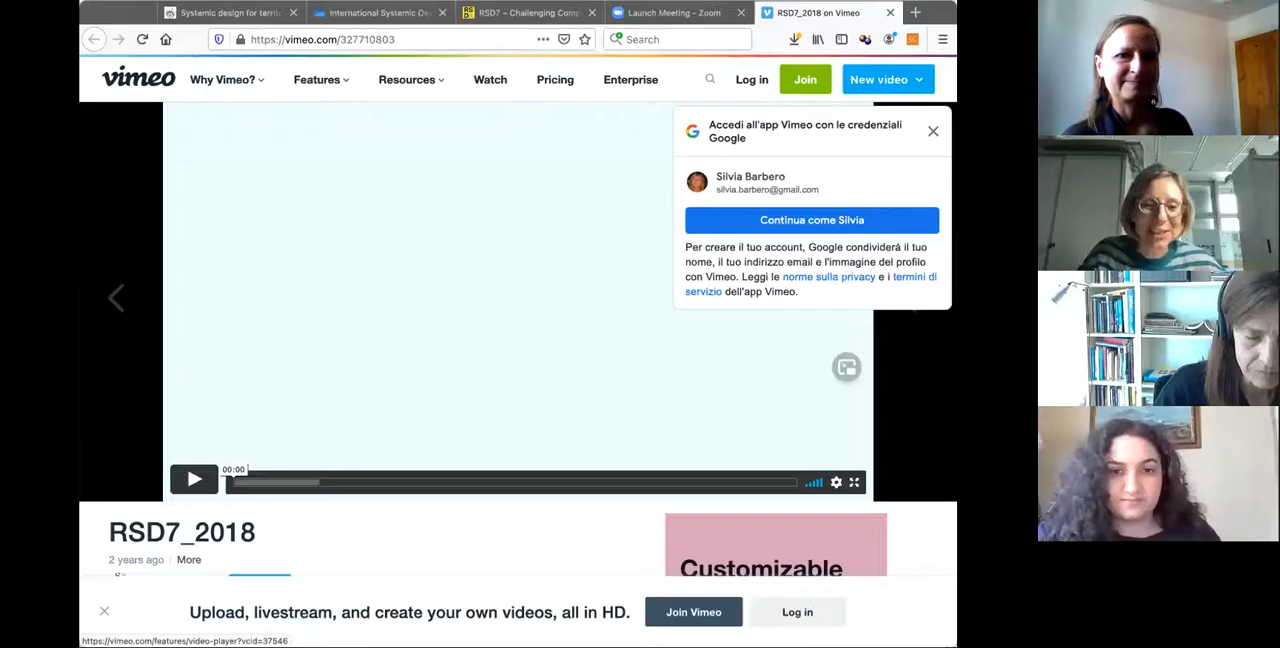 Systemic design for territ
International Systemic De
RSD7 – Challenging Comp
Launch Meeting - Zoom
RSD7_2018 on Vimeo
https://vimeo.com/327710803
Search
vimeo
Why Vimeo?
Features
Resources
Watch
Pricing
Enterprise
Log in
Join
New video
Accedi all'app Vimeo con le credenziali
Google
Silvia Barbero
silvia.barbero@gmail.com
Continua come Silvia
Per creare il tuo account, Google condividerà il tuo
nome, il tuo indirizzo email e l'immagine del profilo
con Vimeo. Leggi le norme sulla privacy e i termini di
servizio dell'app Vimeo.
00:00
RSD7_2018
2 years ago
More
Customizable
Upload, livestream, and create your own videos, all in HD.
Join Vimeo
Log in
https://vimeo.com/features/video-player?vcid=37546